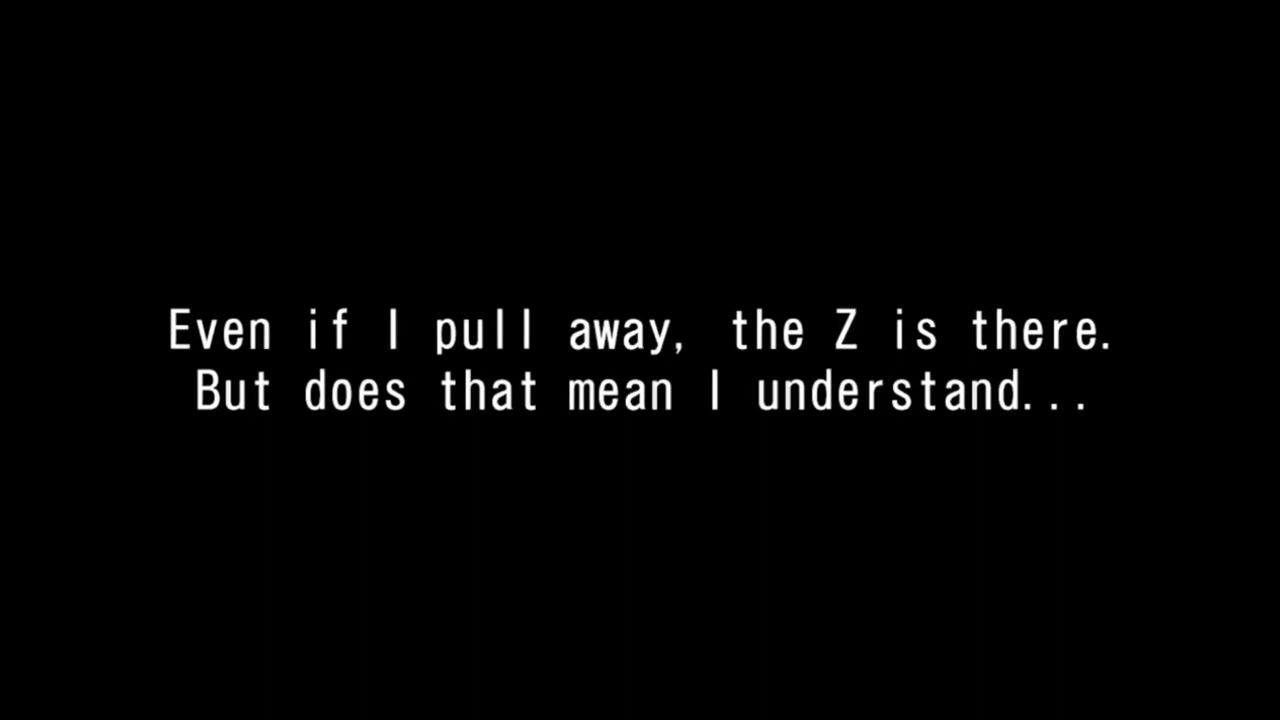 Even if I pull away, the Z is there.
But does that mean I understand...